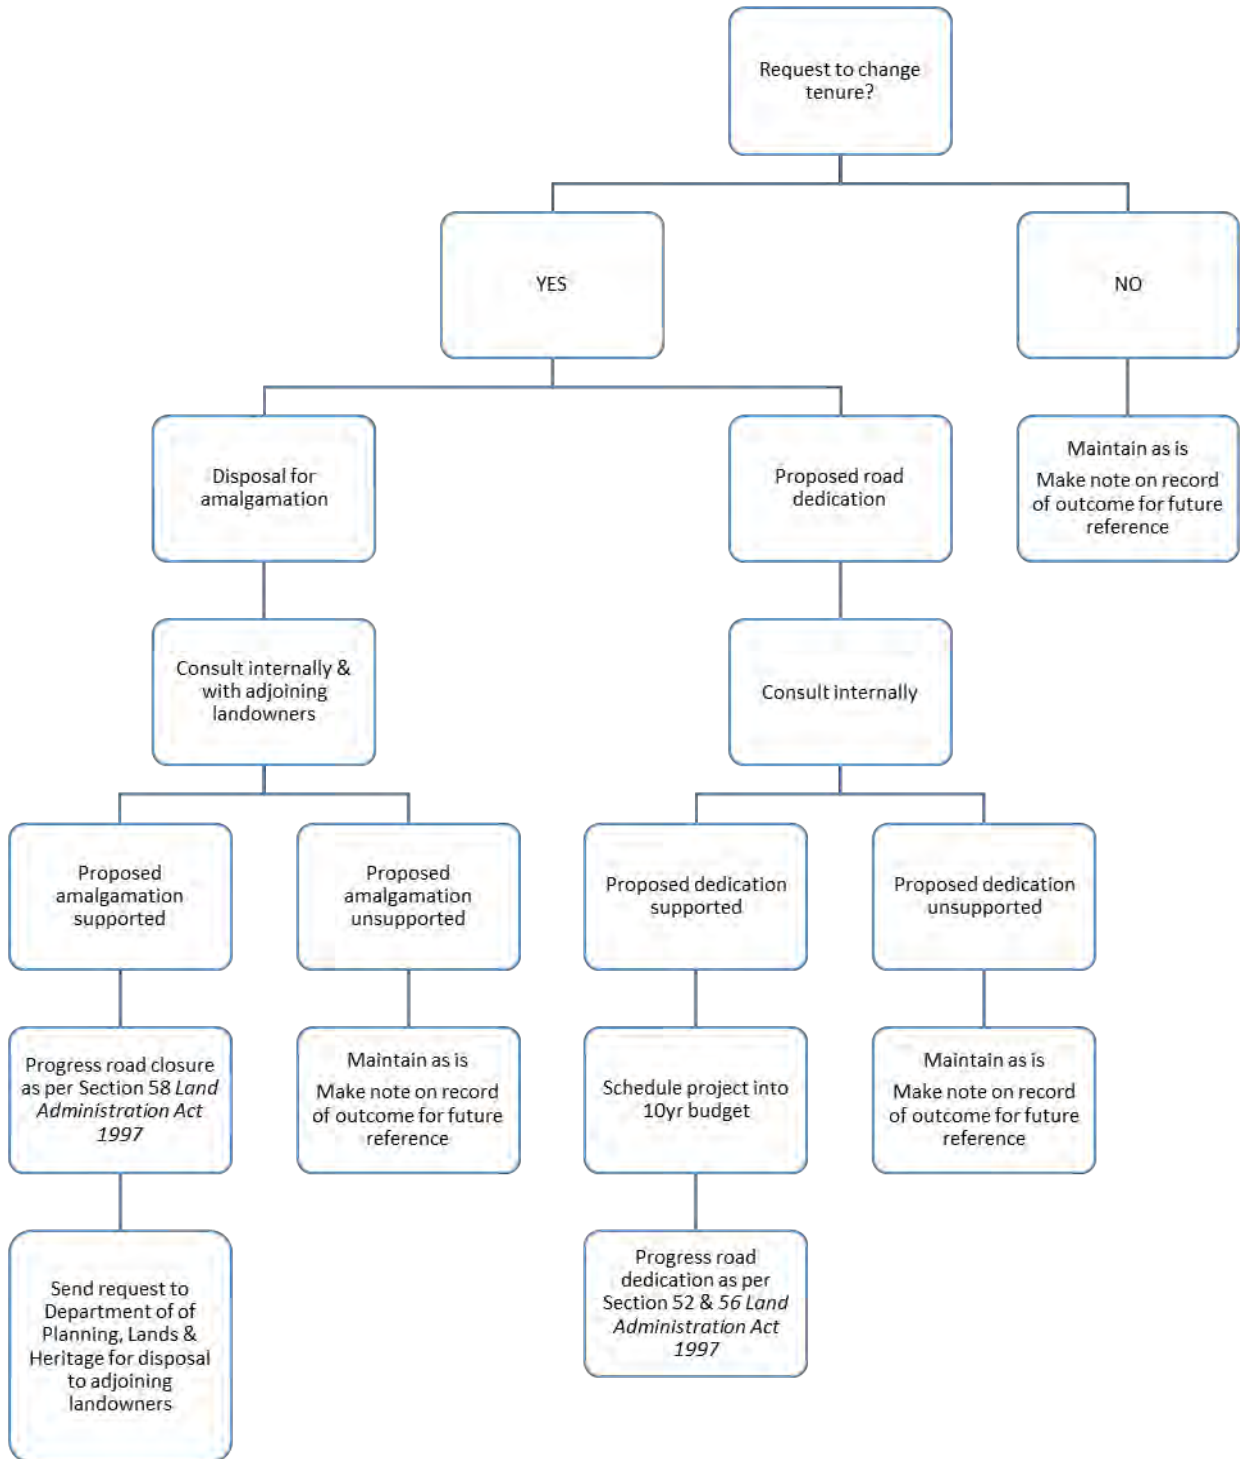 Request to change
tenure?
YES
NO
Disposal for
amalgamation
Proposed road
dedication
Maintain as is
Make note on record
of outcome for future
reference
Consult internally &
with adjoining
landowners
Consult internally
Proposed
amalgamation
supported
Proposed
amalgamation
unsupported
Proposed dedication
supported
Proposed dedication
unsupported
Progress road closure
as per Section 58 Land
Administration Act
1997
Maintain as is
Make note on record
of outcome for future
reference
Schedule project into
10yr budget
Maintain as is
Make note on record
of outcome for future
reference
Send request to
Department of of
Planning, Lands &
Heritage for disposal
to adjoining
landowners
Progress road
dedication as per
Section 52 & 56 Land
Administration Act
1997